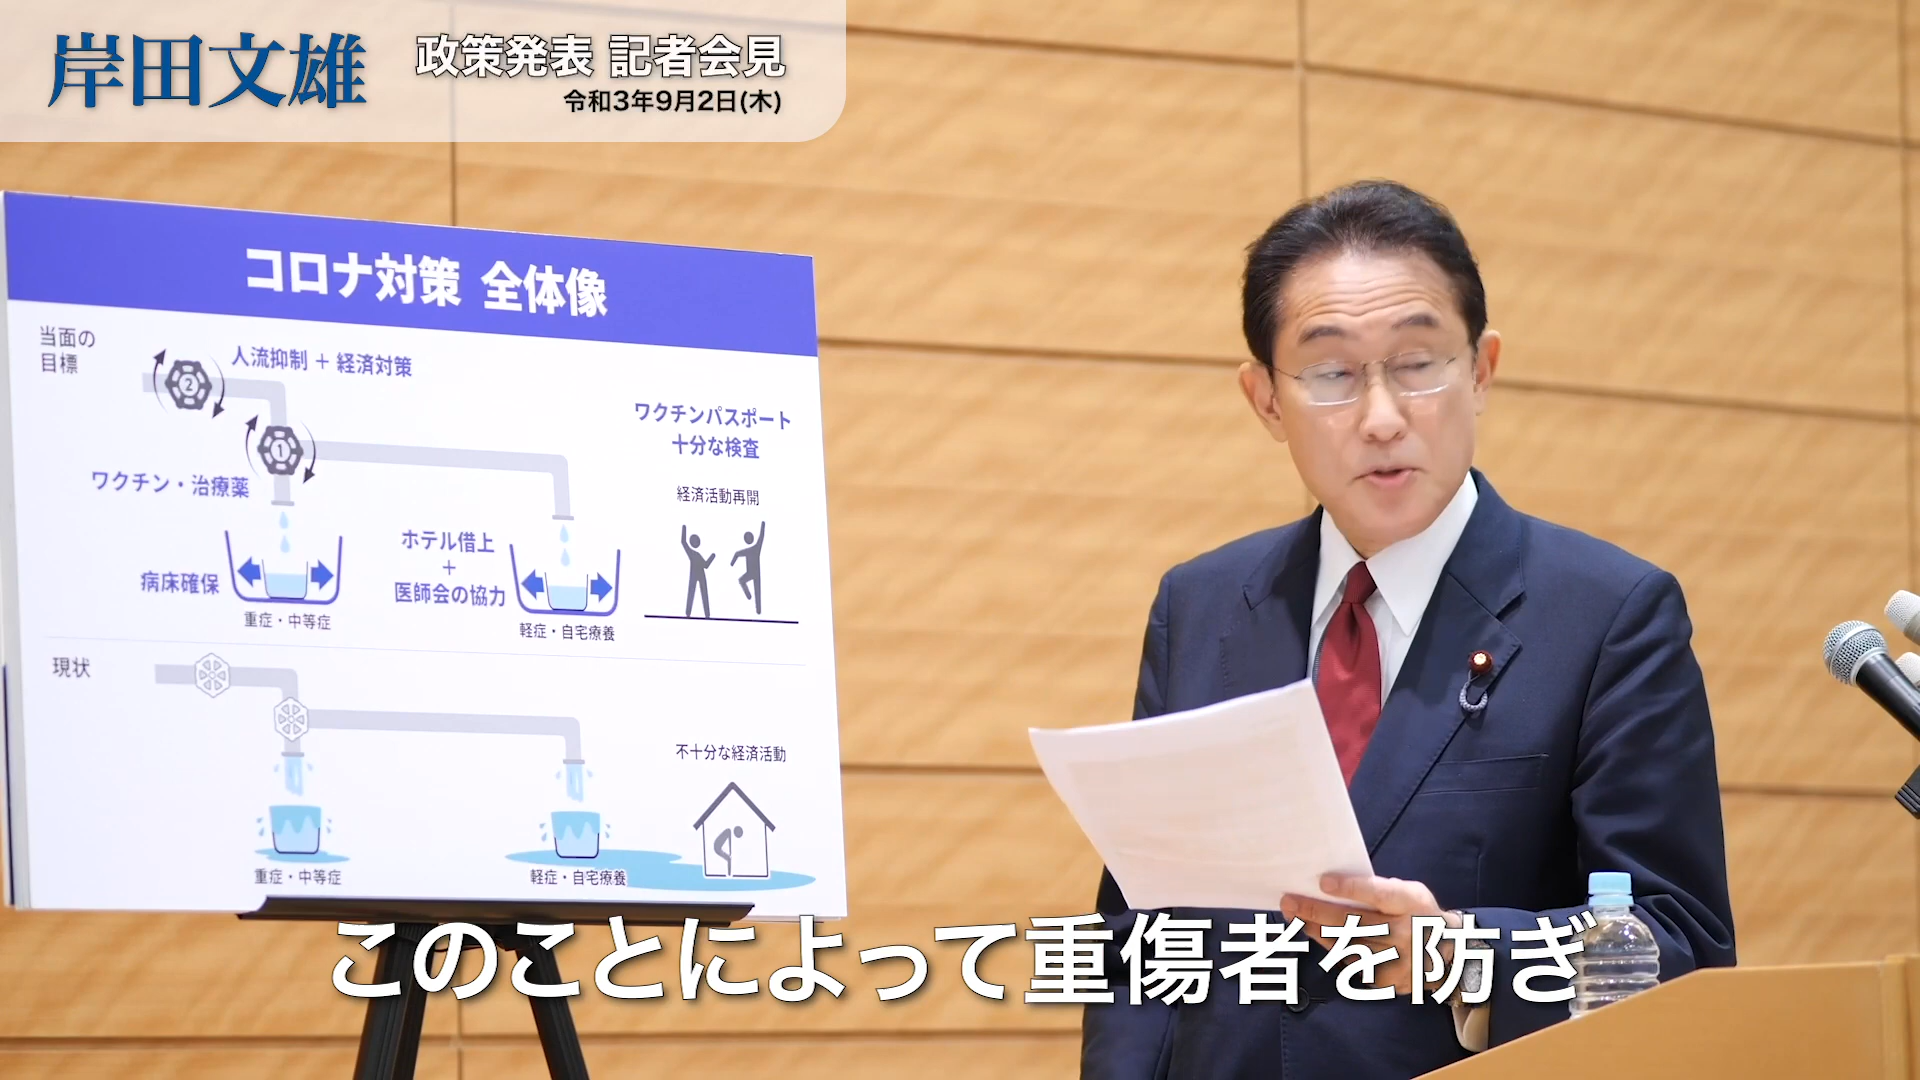 岸田文雄
政策発表 記者会見
令和3年9月2日(木)
コロナ対策 全体像
当面の
目標
人流抑制 + 経済対策
2
1
ワクチンパスポート
十分な検査
ワクチン・治療薬
経済活動再開
ホテル借上
+
医師会の協力
病床確保
重症・中等症
軽症・自宅療養
現状
不十分な経済活動
重症・中等症
軽症・自宅療養
このことによって重傷者を防ぎ